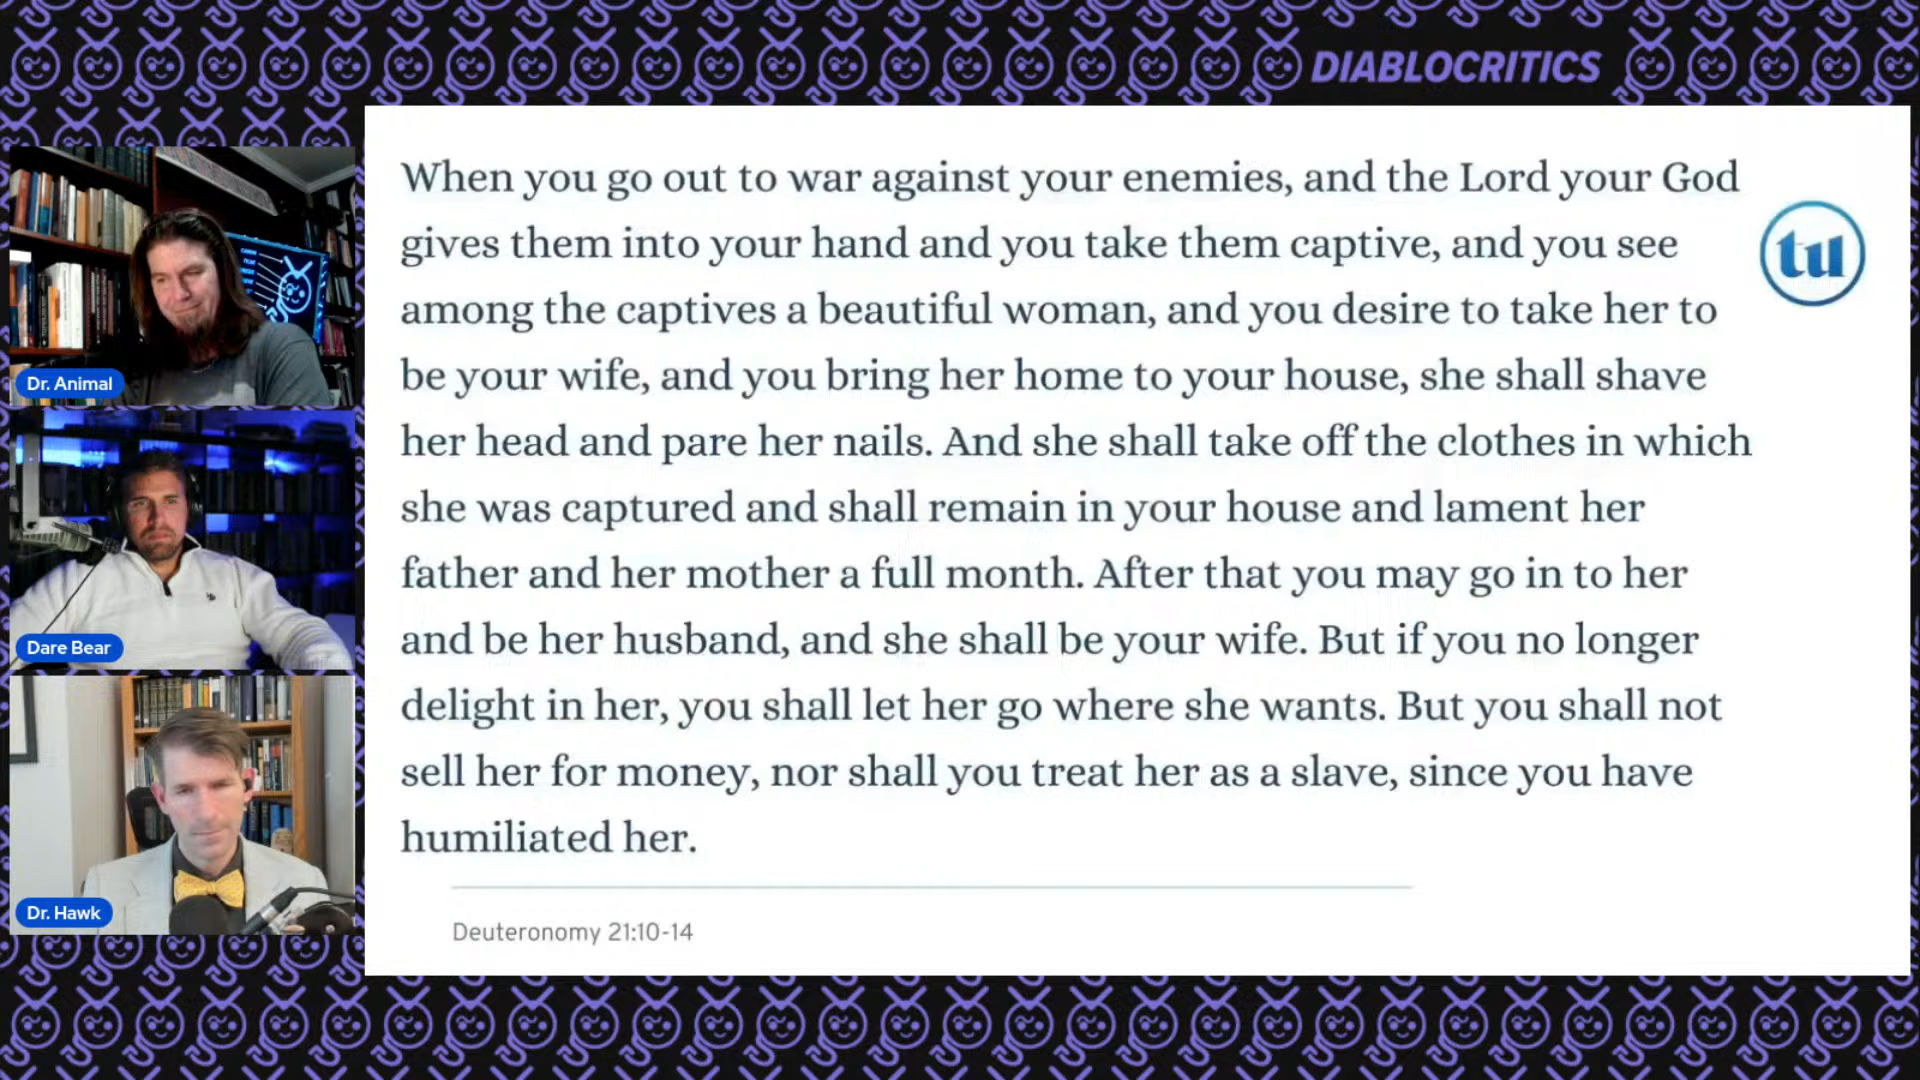 DIABLOCRITICS
When you go out to war against your enemies, and the Lord your God
gives them into your hand and you take them captive, and you see
among the captives a beautiful woman, and you desire to take her to
be your wife, and you bring her home to your house, she shall shave
her head and pare her nails. And she shall take off the clothes in which
she was captured and shall remain in your house and lament her
father and her mother a full month. After that you may go in to her
and be her husband, and she shall be your wife. But if you no longer
delight in her, you shall let her go where she wants. But you shall not
sell her for money, nor shall you treat her as a slave, since you have
humiliated her.
Deuteronomy 21:10-14
tu
Dr. Animal
Dare Bear
Dr. Hawk